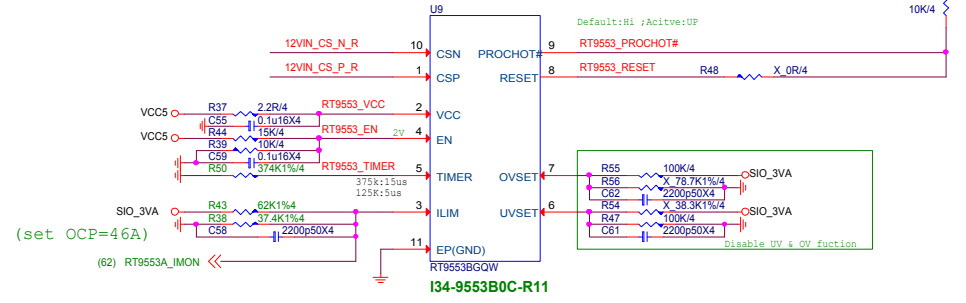 U9
10K/4
Default:Hi ;Acitve:UP
12VIN_CS_N_R 10 CSN PROCHOT# 9 RT9553_PROCHOT#
12VIN_CS_P_R 1 CSP RESET 8 RT9553_RESET R48 X_0R/4
VCC5 R37 2.2R/4 RT9553_VCC 2 VCC
C55 0.1u16X4
VCC5 R44 15K/4 RT9553_EN 2V 4 EN
R39 10K/4
C59 0.1u16X4
R50 374K1%/4 RT9553_TIMER 5 TIMER OVSET 7 R55 100K/4 SIO_3VA
375k:15us
125K:5us
R56 X_78.7K1%/4
C62 2200p50X4
SIO_3VA R43 62K1%/4 3 ILIM UVSET 6 R54 X_38.3K1%/4 SIO_3VA
R38 37.4K1%/4
R47 100K/4
(set OCP=46A) C58 2200p50X4
C61 2200p50X4
11 EP(GND) Disable UV & OV fuction
(62) RT9553A_IMON
RT9553BGQW
I34-9553B0C-R11